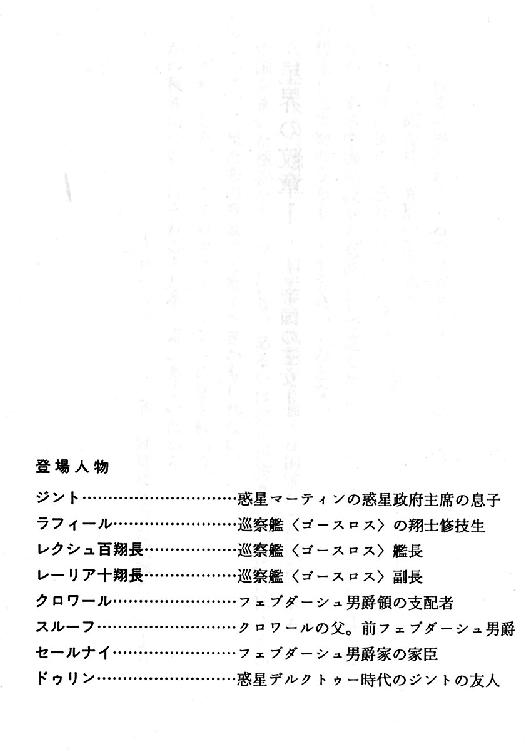 登場人物
ジント…………………………惑星マーティンの惑星政府主席の息子
ラフィール……………………巡察艦〈ゴースロス〉の翔士修技生
レクシュ百翔長………………巡察艦〈ゴースロス〉艦長
レーリア十翔長………………巡察艦〈ゴースロス〉副長
クロワール……………………フェブダーシュ男爵領の支配者
スルーフ………………………クロワールの父。前フェブダーシュ男爵
セールナイ……………………フェブダーシュ男爵家の家臣
ドゥリン………………………惑星デルクトゥー時代のジントの友人